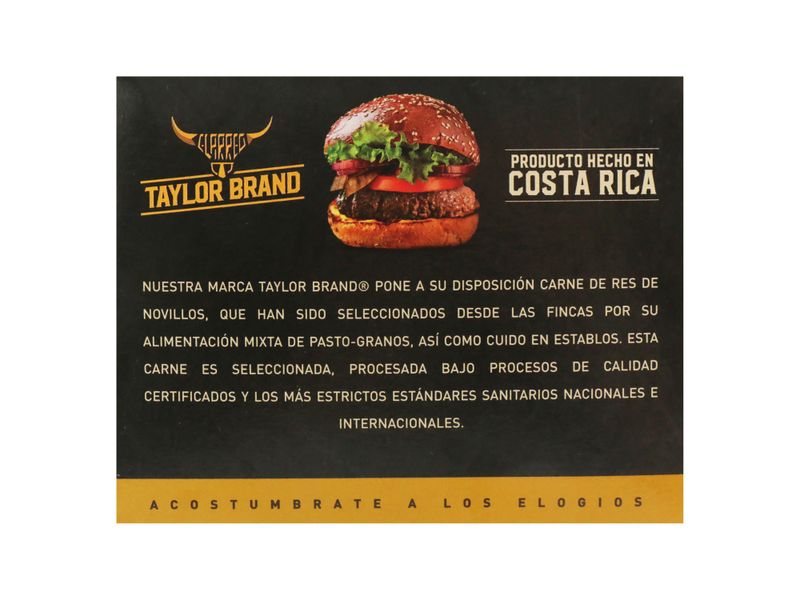 EL ARREO
TAYLOR BRAND
PRODUCTO HECHO EN
COSTA RICA
NUESTRA MARCA TAYLOR BRAND® PONE A SU DISPOSICIÓN CARNE DE RES DE
NOVILLOS, QUE HAN SIDO SELECCIONADOS DESDE LAS FINCAS POR SU
ALIMENTACIÓN MIXTA DE PASTO-GRANOS, ASÍ COMO CUIDO EN ESTABLOS. ESTA
CARNE ES SELECCIONADA, PROCESADA BAJO PROCESOS DE CALIDAD
CERTIFICADOS Y LOS MÁS ESTRICTOS ESTÁNDARES SANITARIOS NACIONALES E
INTERNACIONALES.
ACOSTUMBRATE A LOS ELOGIOS